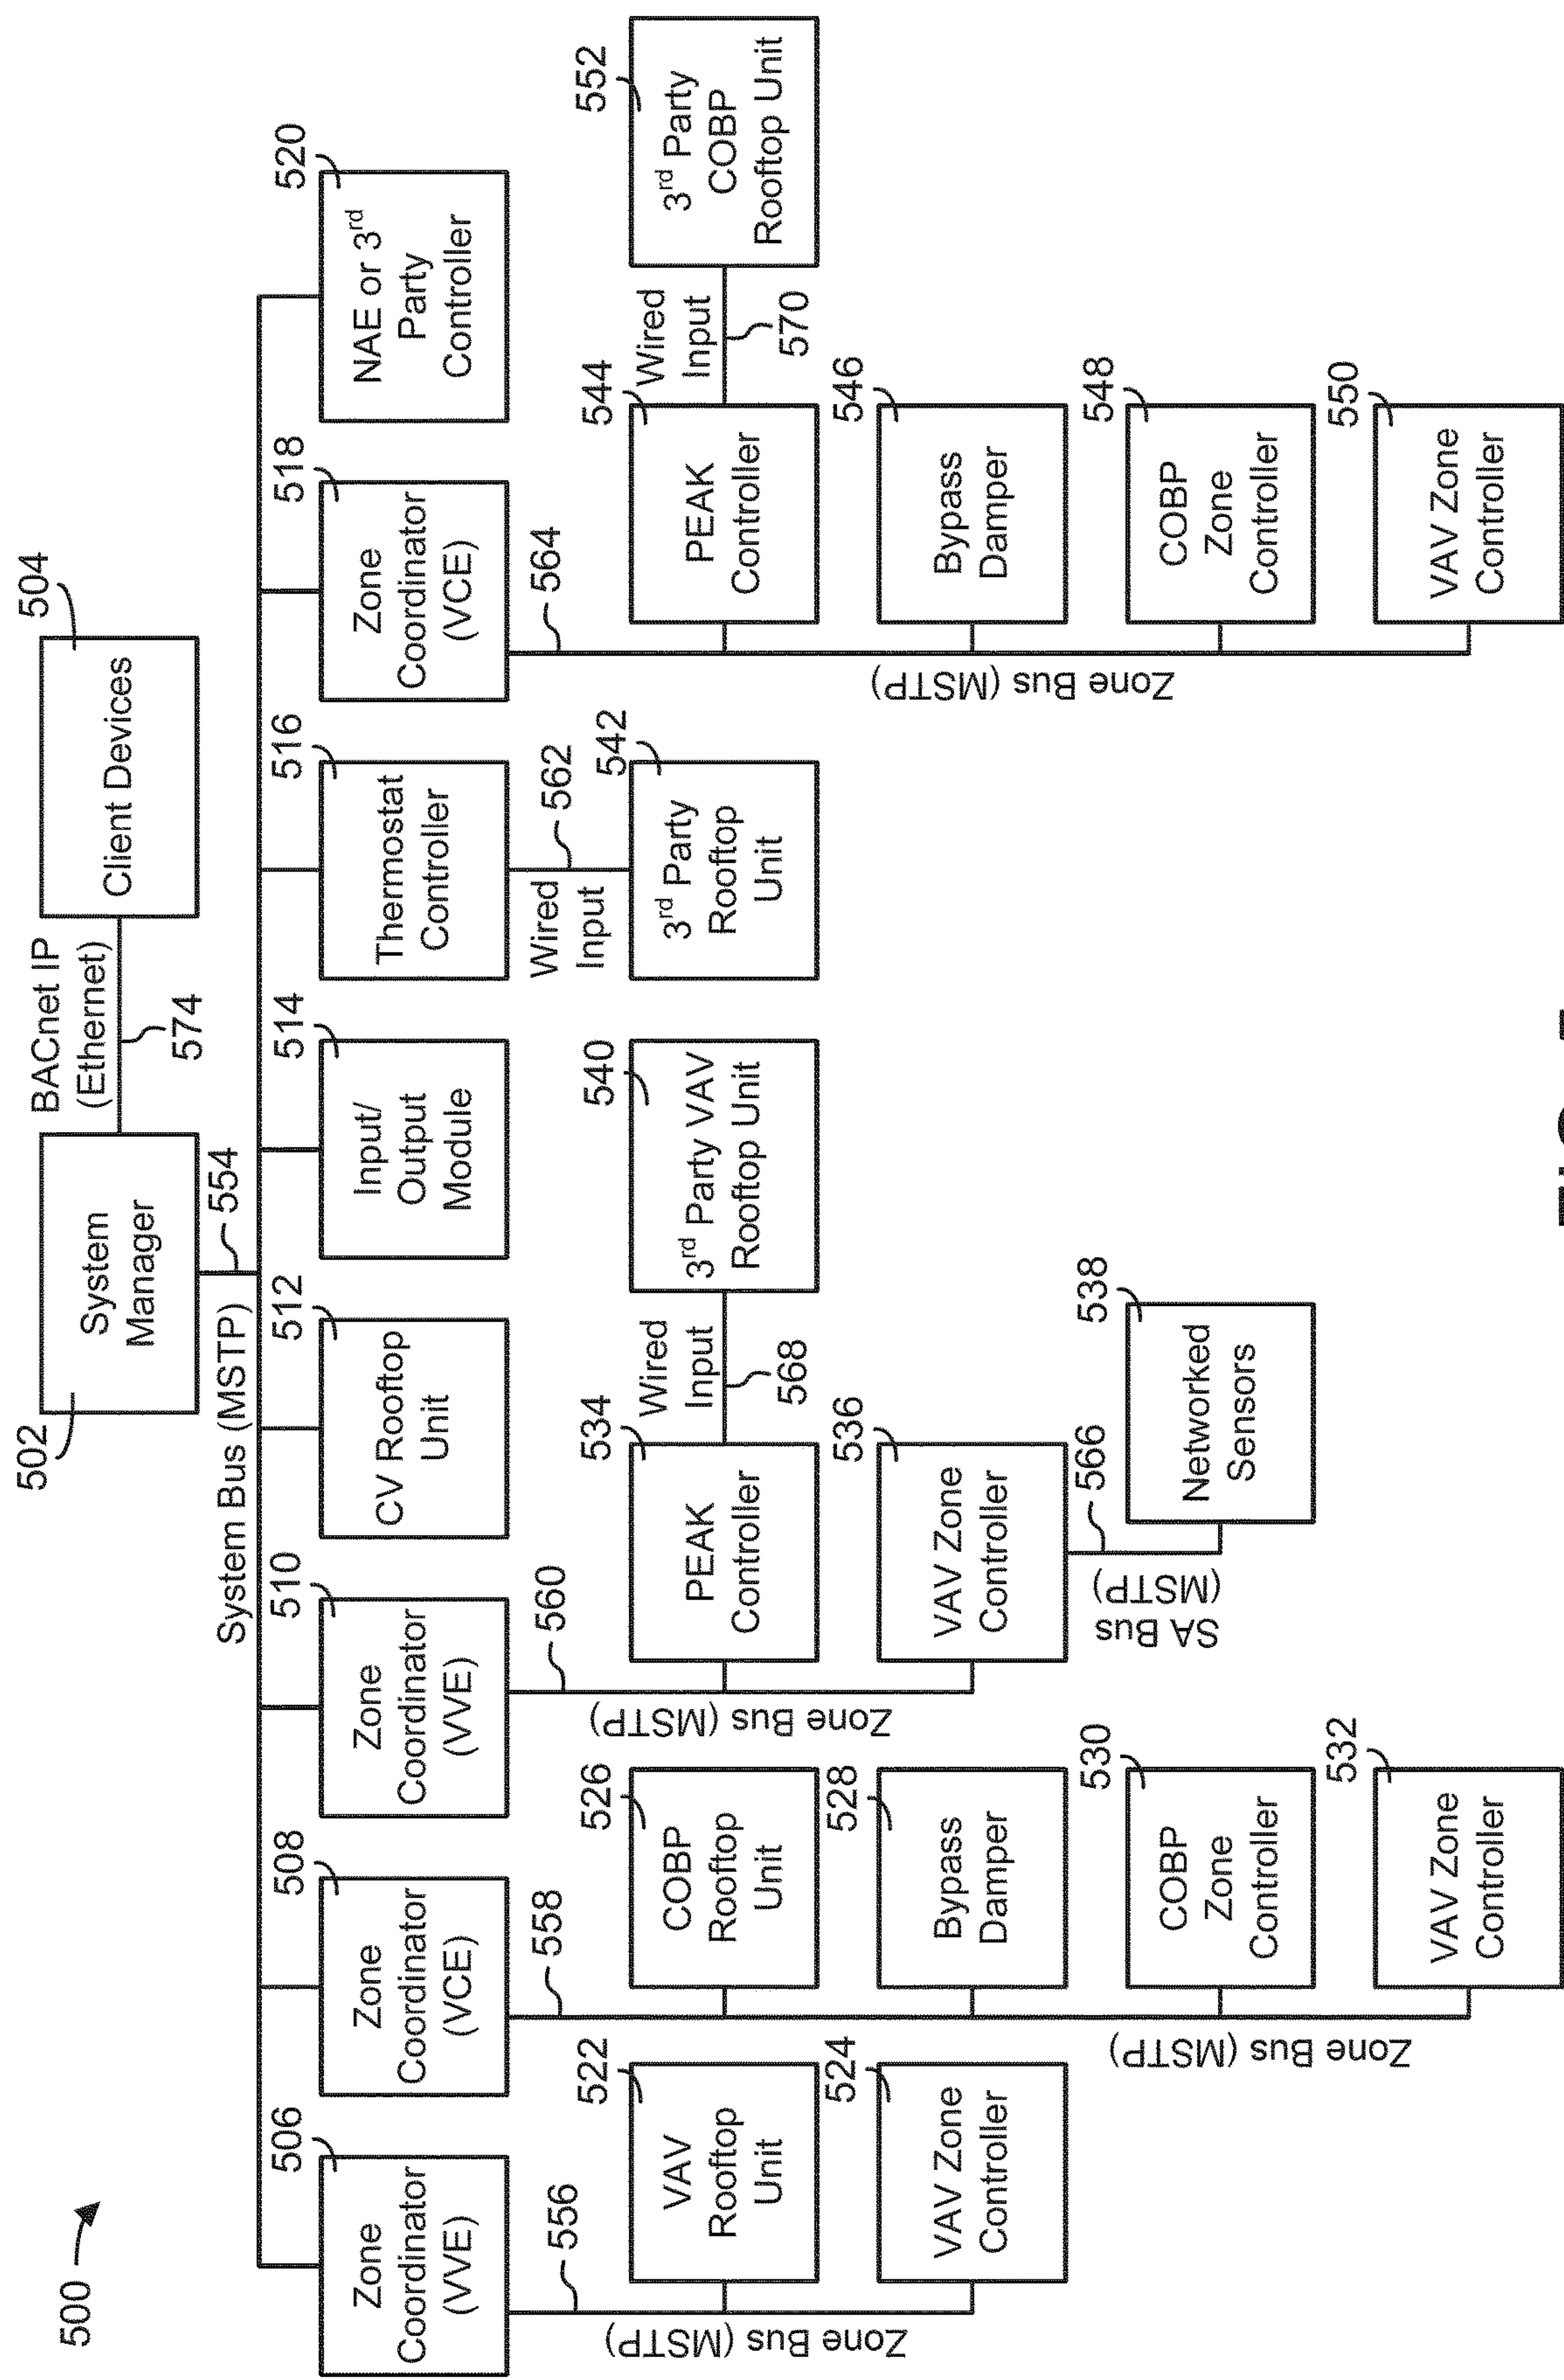 500
502
System
Manager
BACnet IP
(Ethernet)
574
504
Client Devices
554
System Bus (MSTP)
506
Zone
Coordinator
(VVE)
508
Zone
Coordinator
(VCE)
510
Zone
Coordinator
(VVE)
512
CV Rooftop
Unit
514
Input/
Output
Module
516
Thermostat
Controller
518
Zone
Coordinator
(VCE)
520
NAE or 3rd
Party
Controller
556
Zone Bus (MSTP)
522
VAV
Rooftop
Unit
524
VAV Zone
Controller
558
Zone Bus (MSTP)
526
COBP
Rooftop
Unit
528
Bypass
Damper
530
COBP
Zone
Controller
532
VAV Zone
Controller
560
Zone Bus (MSTP)
534
PEAK
Controller
Wired
Input
568
540
3rd Party VAV
Rooftop Unit
536
VAV Zone
Controller
566
SA Bus
(MSTP)
538
Networked
Sensors
562
Wired
Input
542
3rd Party
Rooftop
Unit
564
Zone Bus (MSTP)
544
PEAK
Controller
Wired
Input
570
552
3rd Party
COBP
Rooftop Unit
546
Bypass
Damper
548
COBP
Zone
Controller
550
VAV Zone
Controller